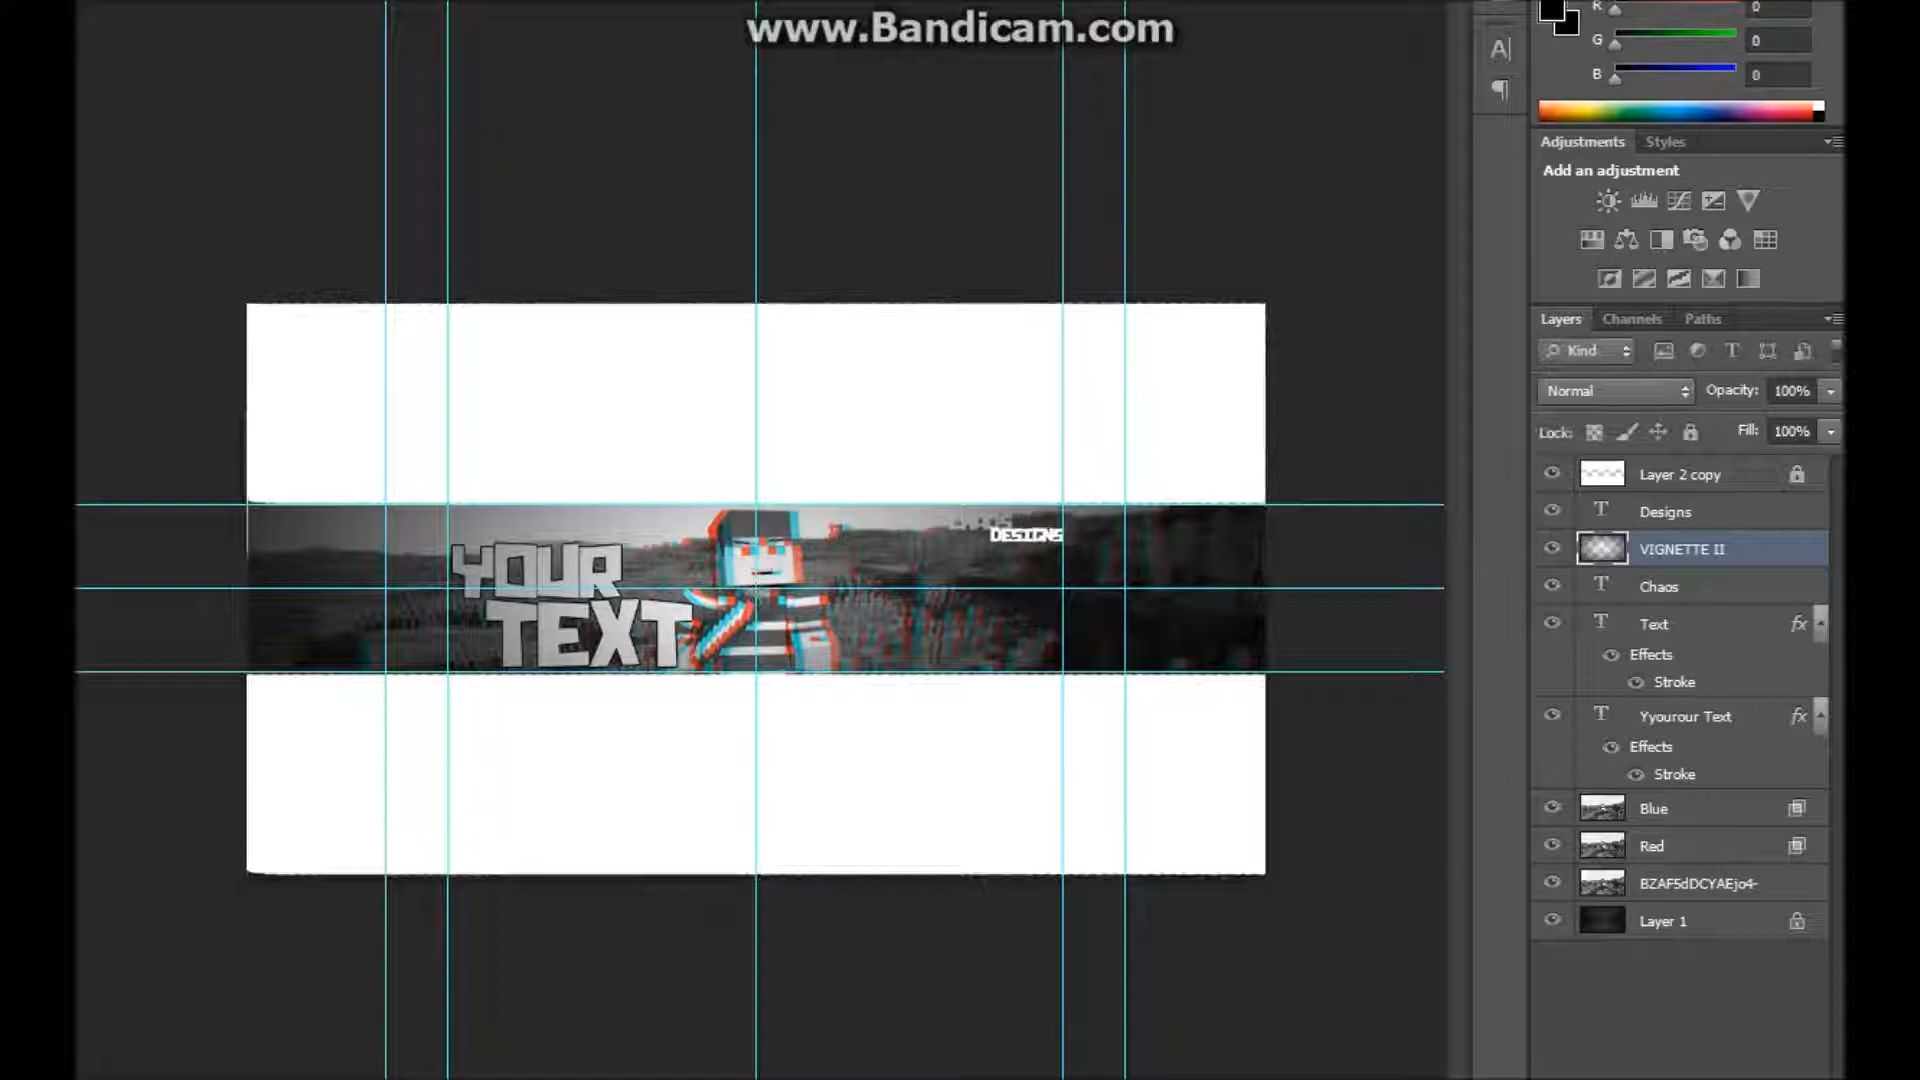 www.Bandicam.com
R 0
G 0
B 0
A|
Adjustments Styles
Add an adjustment
Layers Channels Paths
Kind
Normal Opacity: 100%
Lock: Fill: 100%
Layer 2 copy
Designs
VIGNETTE II
Chaos
Text fx
Effects
Stroke
Yyourour Text fx
Effects
Stroke
Blue
Red
BZAF5dDCYAEjo4-
Layer 1
DESIGNS
YOUR
TEXT